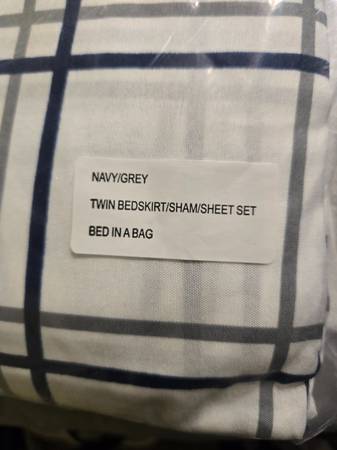 NAVY/GREY
TWIN BEDSKIRT/SHAM/SHEET SET
BED IN A BAG